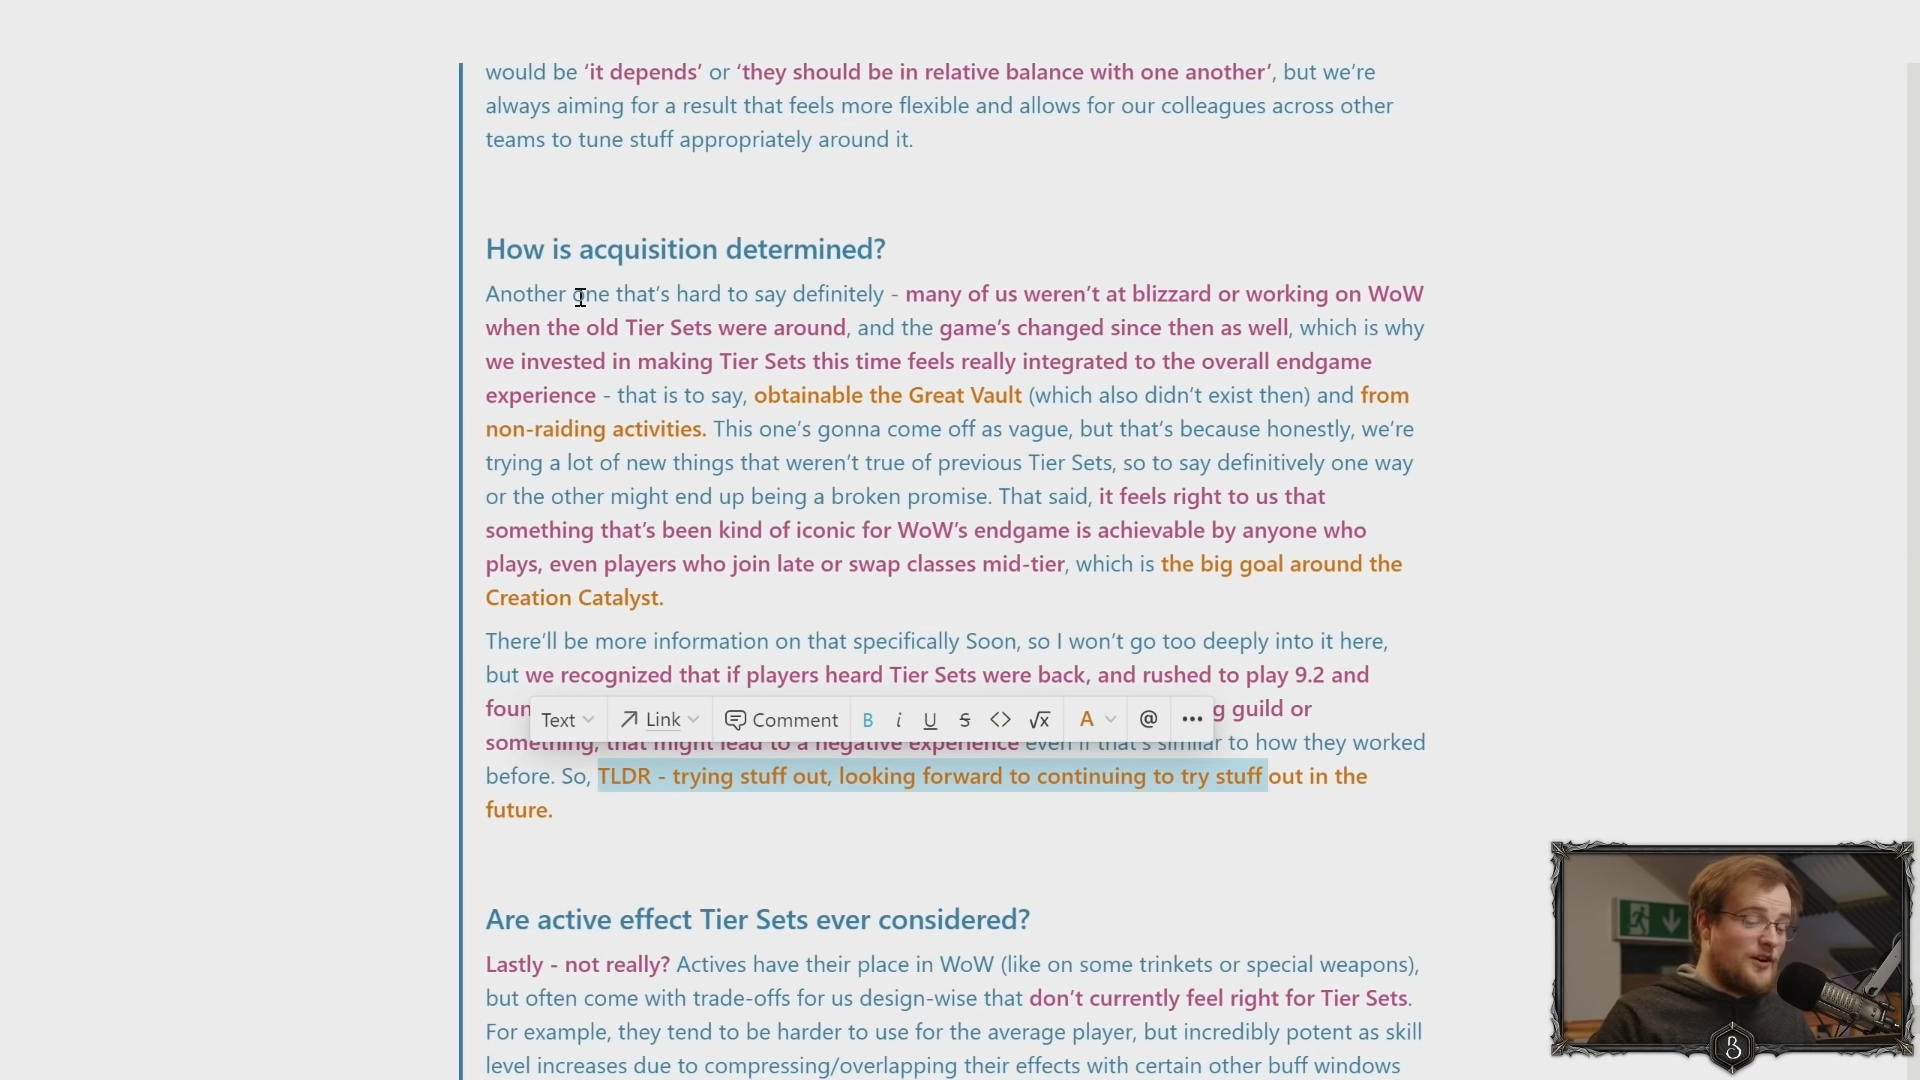 would be ‘it depends’ or ‘they should be in relative balance with one another’, but we’re
always aiming for a result that feels more flexible and allows for our colleagues across other
teams to tune stuff appropriately around it.
How is acquisition determined?
Another one that’s hard to say definitely - many of us weren’t at blizzard or working on WoW
when the old Tier Sets were around, and the game’s changed since then as well, which is why
we invested in making Tier Sets this time feels really integrated to the overall endgame
experience - that is to say, obtainable the Great Vault (which also didn’t exist then) and from
non-raiding activities. This one’s gonna come off as vague, but that’s because honestly, we’re
trying a lot of new things that weren’t true of previous Tier Sets, so to say definitively one way
or the other might end up being a broken promise. That said, it feels right to us that
something that’s been kind of iconic for WoW’s endgame is achievable by anyone who
plays, even players who join late or swap classes mid-tier, which is the big goal around the
Creation Catalyst.
There’ll be more information on that specifically Soon, so I won’t go too deeply into it here,
but we recognized that if players heard Tier Sets were back, and rushed to play 9.2 and
foun g guild or
Text Link Comment B i U S <> √x A @ •••
something, that might lead to a negative experience even if that’s similar to how they worked
before. So, TLDR - trying stuff out, looking forward to continuing to try stuff out in the
future.
Are active effect Tier Sets ever considered?
Lastly - not really? Actives have their place in WoW (like on some trinkets or special weapons),
but often come with trade-offs for us design-wise that don’t currently feel right for Tier Sets.
For example, they tend to be harder to use for the average player, but incredibly potent as skill
level increases due to compressing/overlapping their effects with certain other buff windows
B